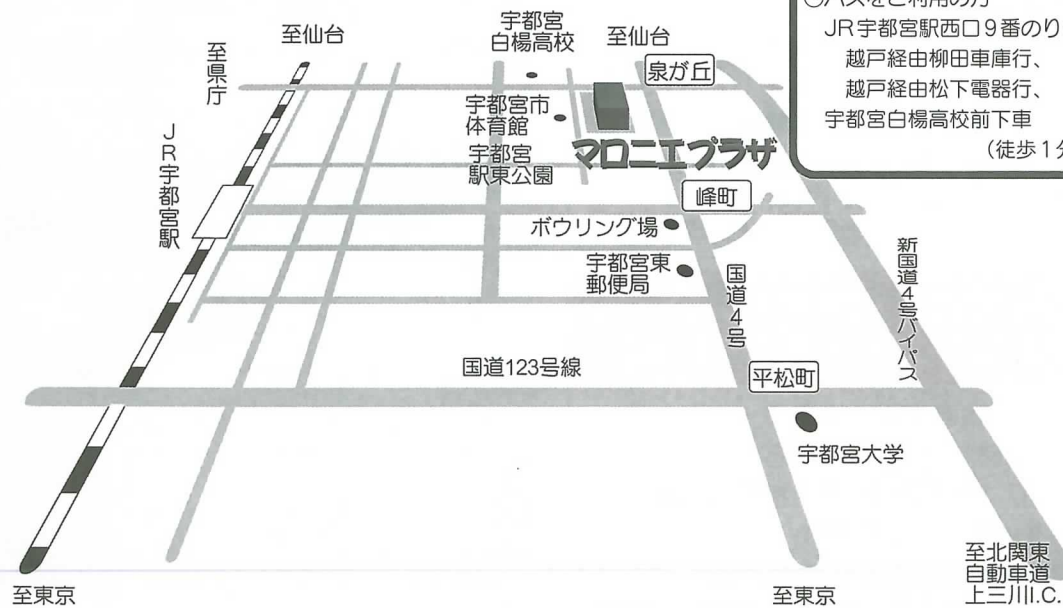 ○バスをご利用の方
JR宇都宮駅西口9番のり
越戸経由柳田車庫行、
越戸経由松下電器行、
宇都宮白楊高校前下車
(徒歩1分
至県庁
至仙台
宇都宮
白楊高校
至仙台
泉が丘
宇都宮市
体育館
マロニエプラザ
宇都宮
駅東公園
JR宇都宮駅
峰町
ボウリング場
宇都宮東
郵便局
国道4号
新国道4号バイパス
国道123号線
平松町
宇都宮大学
至東京
至東京
至北関東
自動車道
上三川I.C.